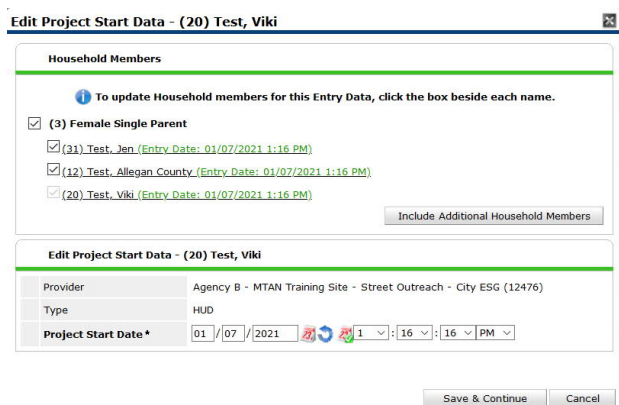 Edit Project Start Data - (20) Test, Viki
Household Members
To update Household members for this Entry Data, click the box beside each name.
(3) Female Single Parent
(31) Test, Jen (Entry Date: 01/07/2021 1:16 PM)
(12) Test, Allegan County (Entry Date: 01/07/2021 1:16 PM)
(20) Test, Viki (Entry Date: 01/07/2021 1:16 PM)
Include Additional Household Members
Edit Project Start Data - (20) Test, Viki
Provider Agency B - MTAN Training Site - Street Outreach - City ESG (12476)
Type HUD
Project Start Date* 01 / 07 / 2021 1 : 16 : 16 PM
Save & Continue Cancel